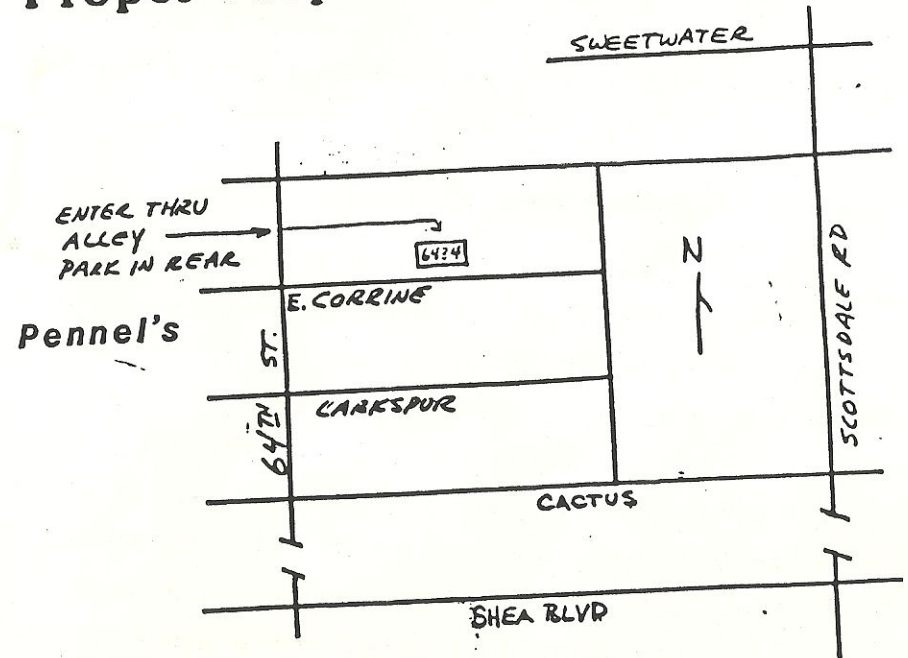 SWEETWATER
ENTER THRU
ALLEY
PARK IN REAR
6434
N
SCOTTSDALE RD
E. CORRINE
Pennel's
64TH ST.
LARKSPUR
CACTUS
SHEA BLVD